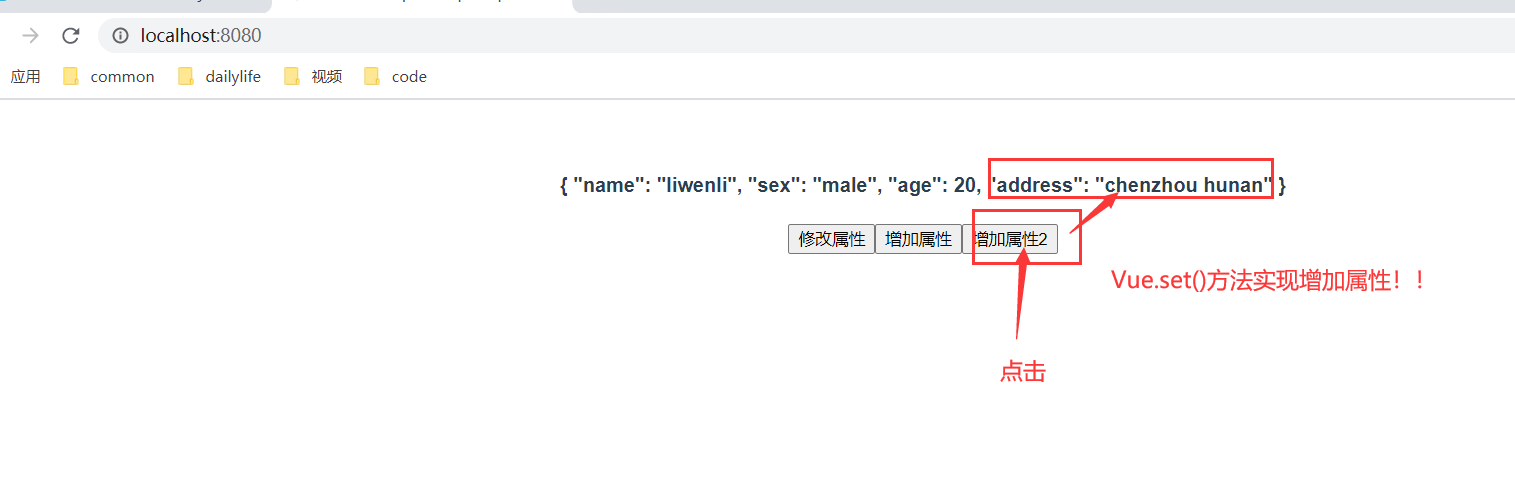 localhost:8080
应用 common dailylife 视频 code
{ "name": "liwenli", "sex": "male", "age": 20, "address": "chenzhou hunan" }
修改属性 增加属性 增加属性2
Vue.set()方法实现增加属性！！
点击